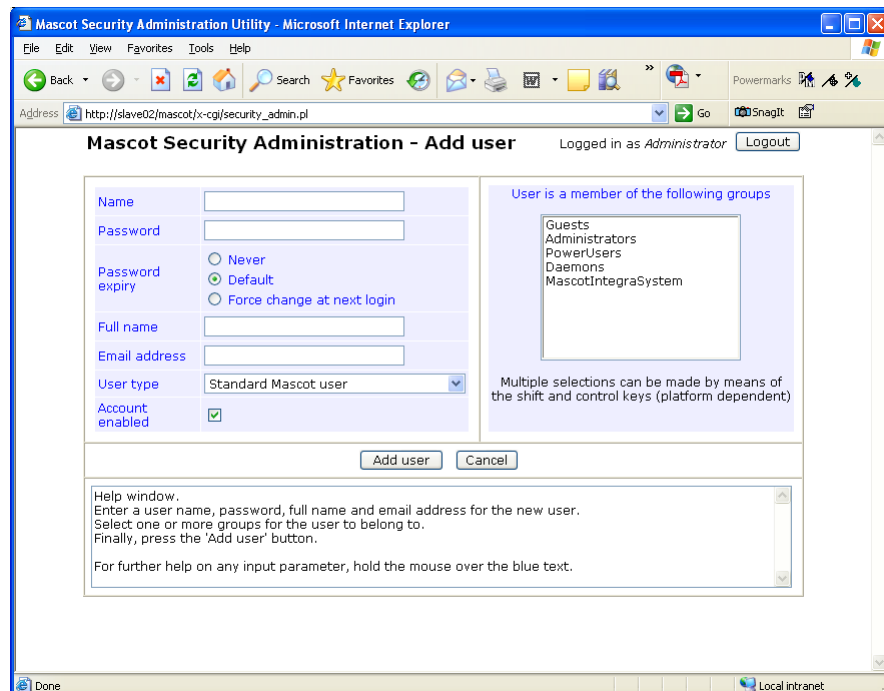 Mascot Security Administration Utility - Microsoft Internet Explorer
File Edit View Favorites Tools Help
Back Search Favorites » Powermarks
Address http://slave02/mascot/x-cgi/security_admin.pl Go SnagIt
Mascot Security Administration - Add user Logged in as Administrator Logout
Name
Password
Password expiry
Never
Default
Force change at next login
Full name
Email address
User type Standard Mascot user
Account enabled
User is a member of the following groups
Guests
Administrators
PowerUsers
Daemons
MascotIntegraSystem
Multiple selections can be made by means of
the shift and control keys (platform dependent)
Add user Cancel
Help window.
Enter a user name, password, full name and email address for the new user.
Select one or more groups for the user to belong to.
Finally, press the 'Add user' button.
For further help on any input parameter, hold the mouse over the blue text.
Done Local intranet